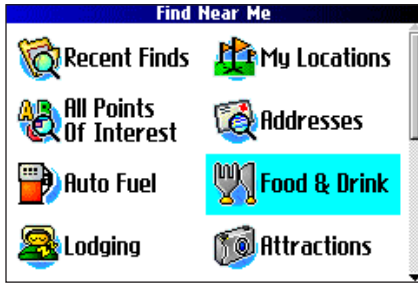 Find Near Me
Recent Finds
My Locations
All Points
Of Interest
Addresses
Auto Fuel
Food & Drink
Lodging
Attractions